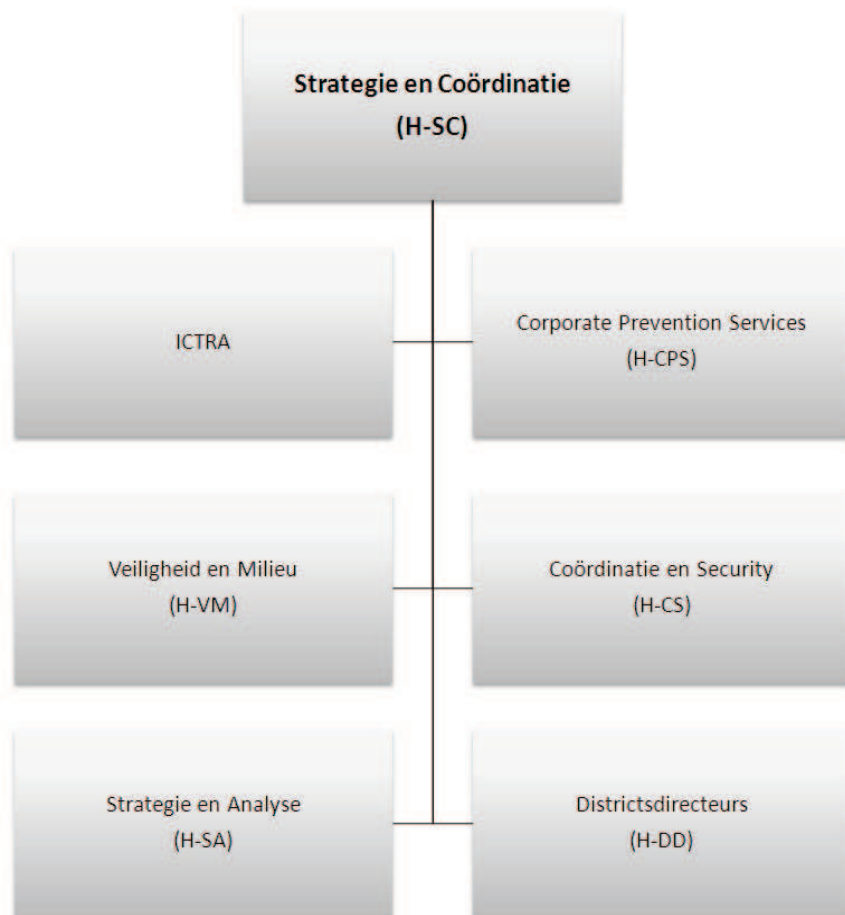 Strategie en Coördinatie
(H-SC)
ICTRA
Corporate Prevention Services
(H-CPS)
Veiligheid en Milieu
(H-VM)
Coördinatie en Security
(H-CS)
Strategie en Analyse
(H-SA)
Districtsdirecteurs
(H-DD)